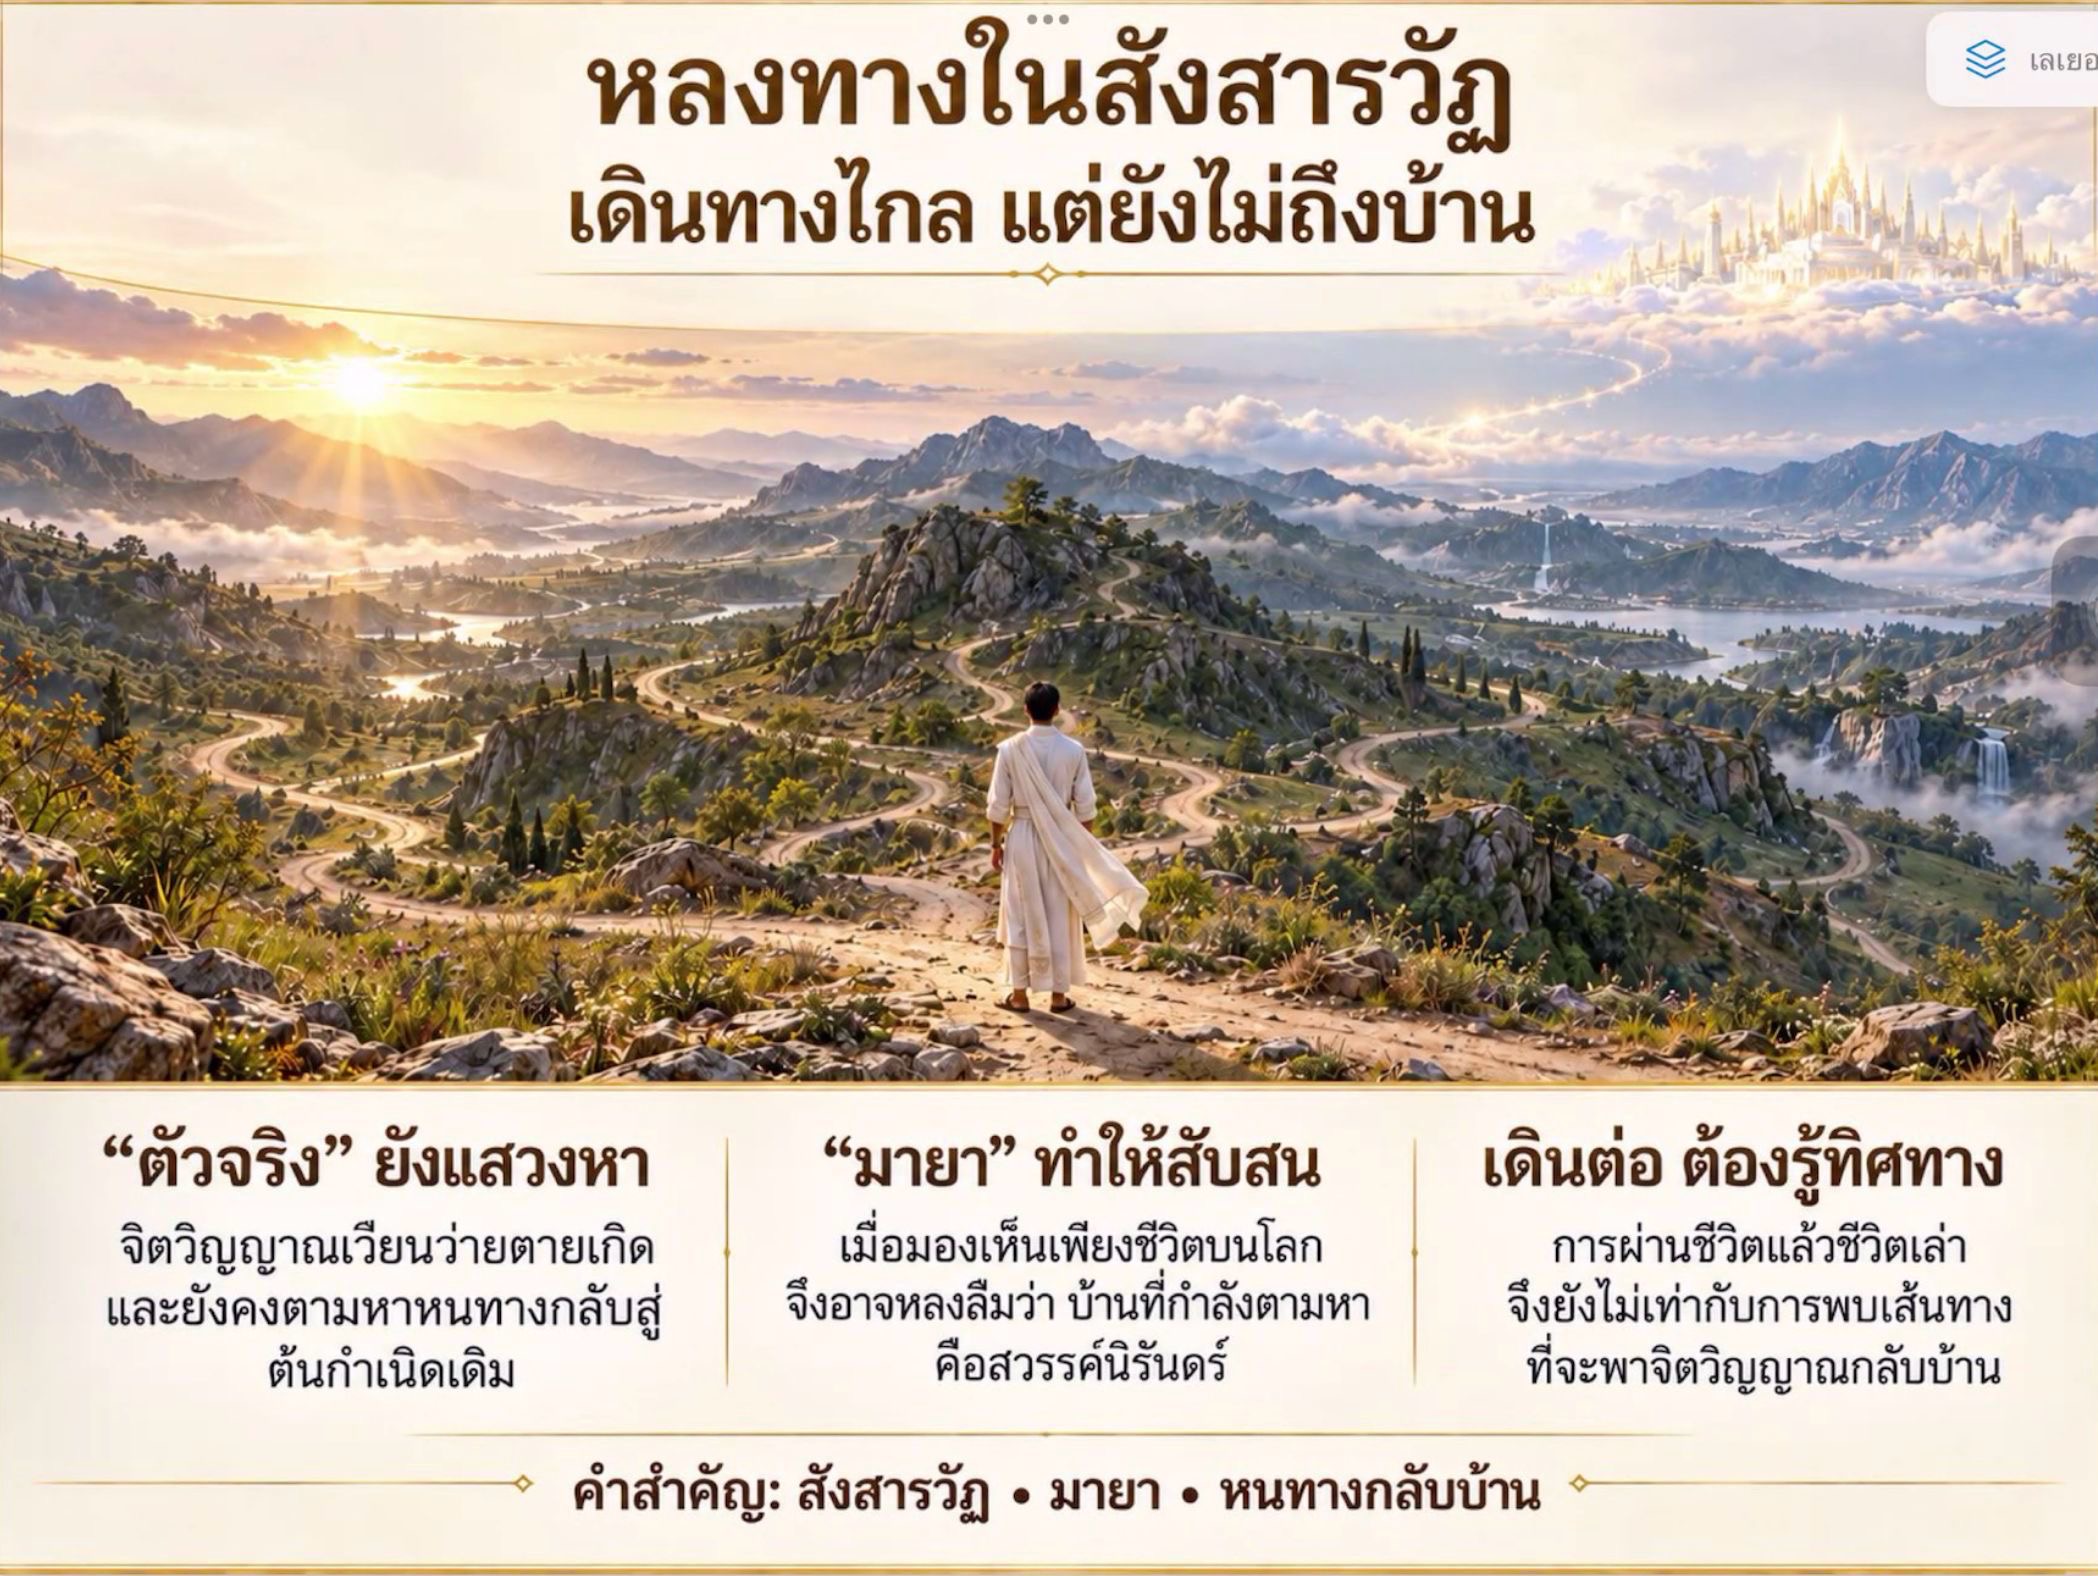 หลงทางในสังสารวัฏ
เดินทางไกล แต่ยังไม่ถึงบ้าน
“ตัวจริง” ยังแสวงหา
จิตวิญญาณเวียนว่ายตายเกิด
และยังคงตามหาหนทางกลับสู่
ต้นกำเนิดเดิม
“มายา” ทำให้สับสน
เมื่อมองเห็นเพียงชีวิตบนโลก
จึงอาจหลงลืมว่า บ้านที่กำลังตามหา
คือสวรรค์นิรันดร์
เดินต่อ ต้องรู้ทิศทาง
การผ่านชีวิตแล้วชีวิตเล่า
จึงยังไม่เท่ากับการพบเส้นทาง
ที่จะพาจิตวิญญาณกลับบ้าน
คำสำคัญ: สังสารวัฏ • มายา • หนทางกลับบ้าน